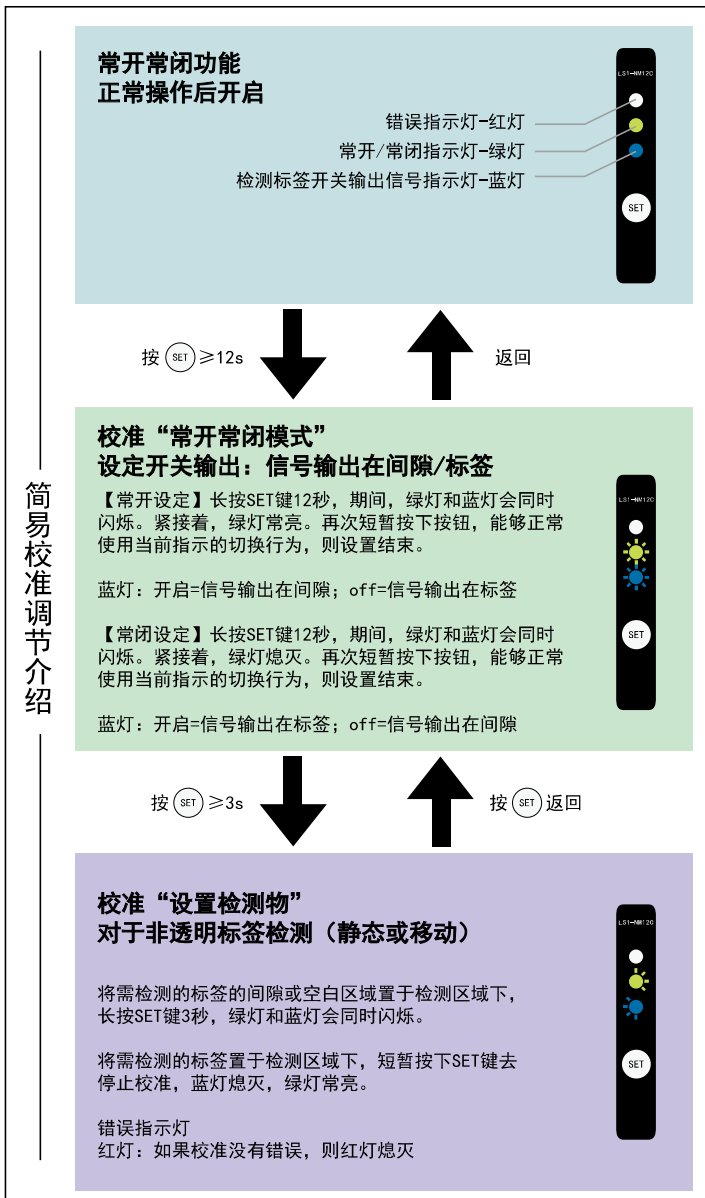 简易校准调节介绍
常开常闭功能
正常操作后开启
LS1-NM12C
错误指示灯-红灯
常开/常闭指示灯-绿灯
检测标签开关输出信号指示灯-蓝灯
SET
按 SET ≥12s
返回
校准“常开常闭模式”
设定开关输出：信号输出在间隙/标签
【常开设定】长按SET键12秒，期间，绿灯和蓝灯会同时
闪烁。紧接着，绿灯常亮。再次短暂按下按钮，能够正常
使用当前指示的切换行为，则设置结束。
蓝灯：开启=信号输出在间隙；off=信号输出在标签
【常闭设定】长按SET键12秒，期间，绿灯和蓝灯会同时
闪烁。紧接着，绿灯熄灭。再次短暂按下按钮，能够正常
使用当前指示的切换行为，则设置结束。
蓝灯：开启=信号输出在标签；off=信号输出在间隙
LS1-NM12C
SET
按 SET ≥3s
按 SET 返回
校准“设置检测物”
对于非透明标签检测（静态或移动）
将需检测的标签的间隙或空白区域置于检测区域下，
长按SET键3秒，绿灯和蓝灯会同时闪烁。
将需检测的标签置于检测区域下，短暂按下SET键去
停止校准，蓝灯熄灭，绿灯常亮。
错误指示灯
红灯：如果校准没有错误，则红灯熄灭
LS1-NM12C
SET